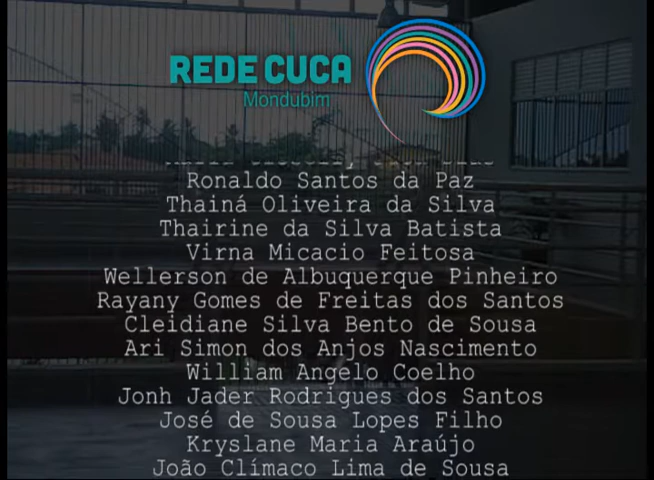 REDE CUCA
Mondubim
Ronaldo Santos da Paz
Thainá Oliveira da Silva
Thairine da Silva Batista
Virna Micacio Feitosa
Wellerson de Albuquerque Pinheiro
Rayany Gomes de Freitas dos Santos
Cleidiane Silva Bento de Sousa
Ari Simon dos Anjos Nascimento
William Angelo Coelho
Jonh Jader Rodrigues dos Santos
José de Sousa Lopes Filho
Kryslane Maria Araújo
João Clímaco Lima de Sousa